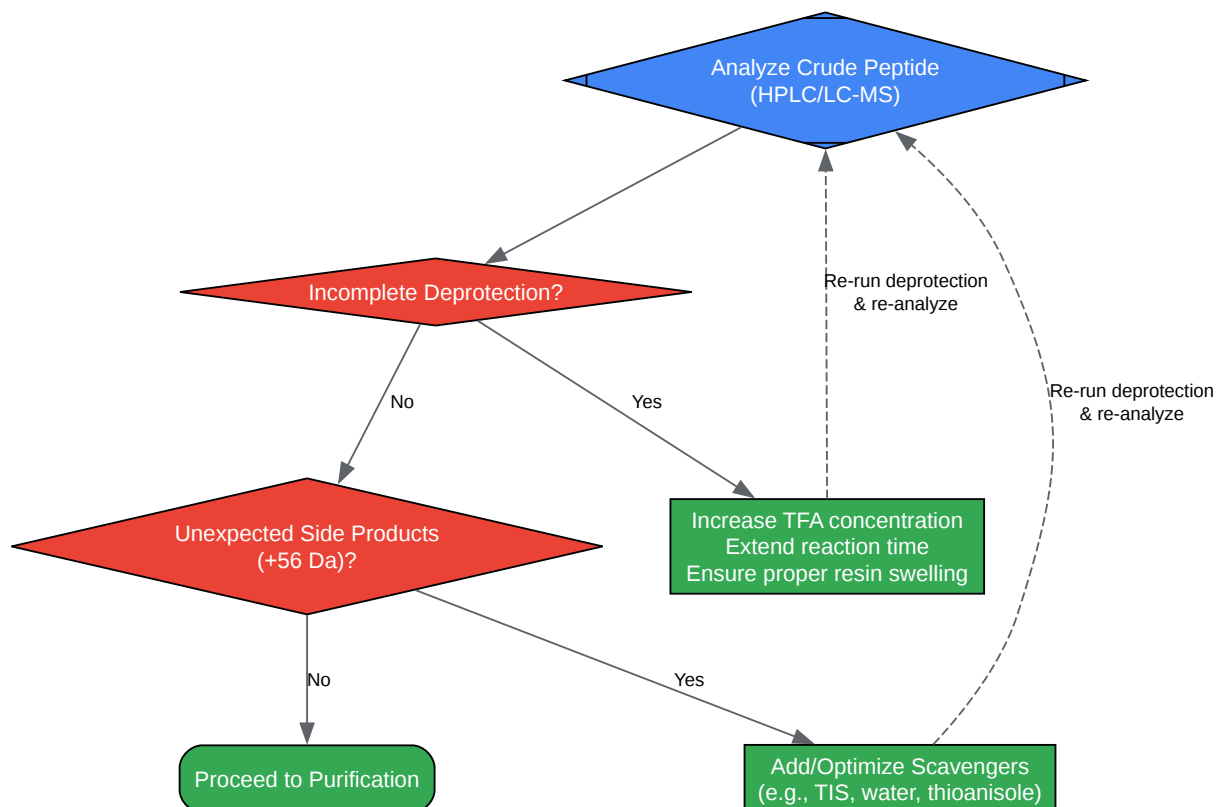 Analyze Crude Peptide
(HPLC/LC-MS)
Incomplete Deprotection?
Re-run deprotection
& re-analyze
Re-run deprotection
& re-analyze
No
Yes
Unexpected Side Products
(+56 Da)?
Increase TFA concentration
Extend reaction time
Ensure proper resin swelling
No
Yes
Proceed to Purification
Add/Optimize Scavengers
(e.g., TIS, water, thioanisole)